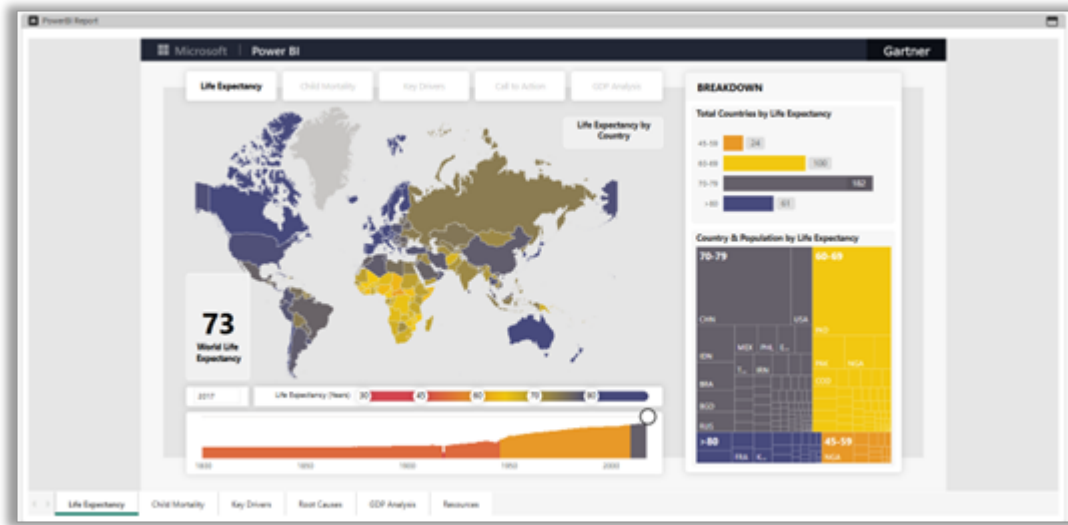 PowerBI Report
Microsoft | Power BI
Gartner
Life Expectancy
Child Mortality
Key Drivers
Call to Action
GDP Analysis
Life Expectancy by
Country
73
World Life
Expectancy
2017
Life Expectancy (Years)
30
45
60
70
80
1800
1850
1900
1950
2000
BREAKDOWN
Total Countries by Life Expectancy
45-59
24
60-69
100
70-79
182
>80
61
Country & Population by Life Expectancy
70-79
60-69
CHN
USA
IND
IDN
MEX
PHL
E...
PAK
NGA
T...
IRN
COD
BRA
BGD
RUS
>80
45-59
FRA
K...
NGA
Life Expectancy
Child Mortality
Key Drivers
Root Causes
GDP Analysis
Resources